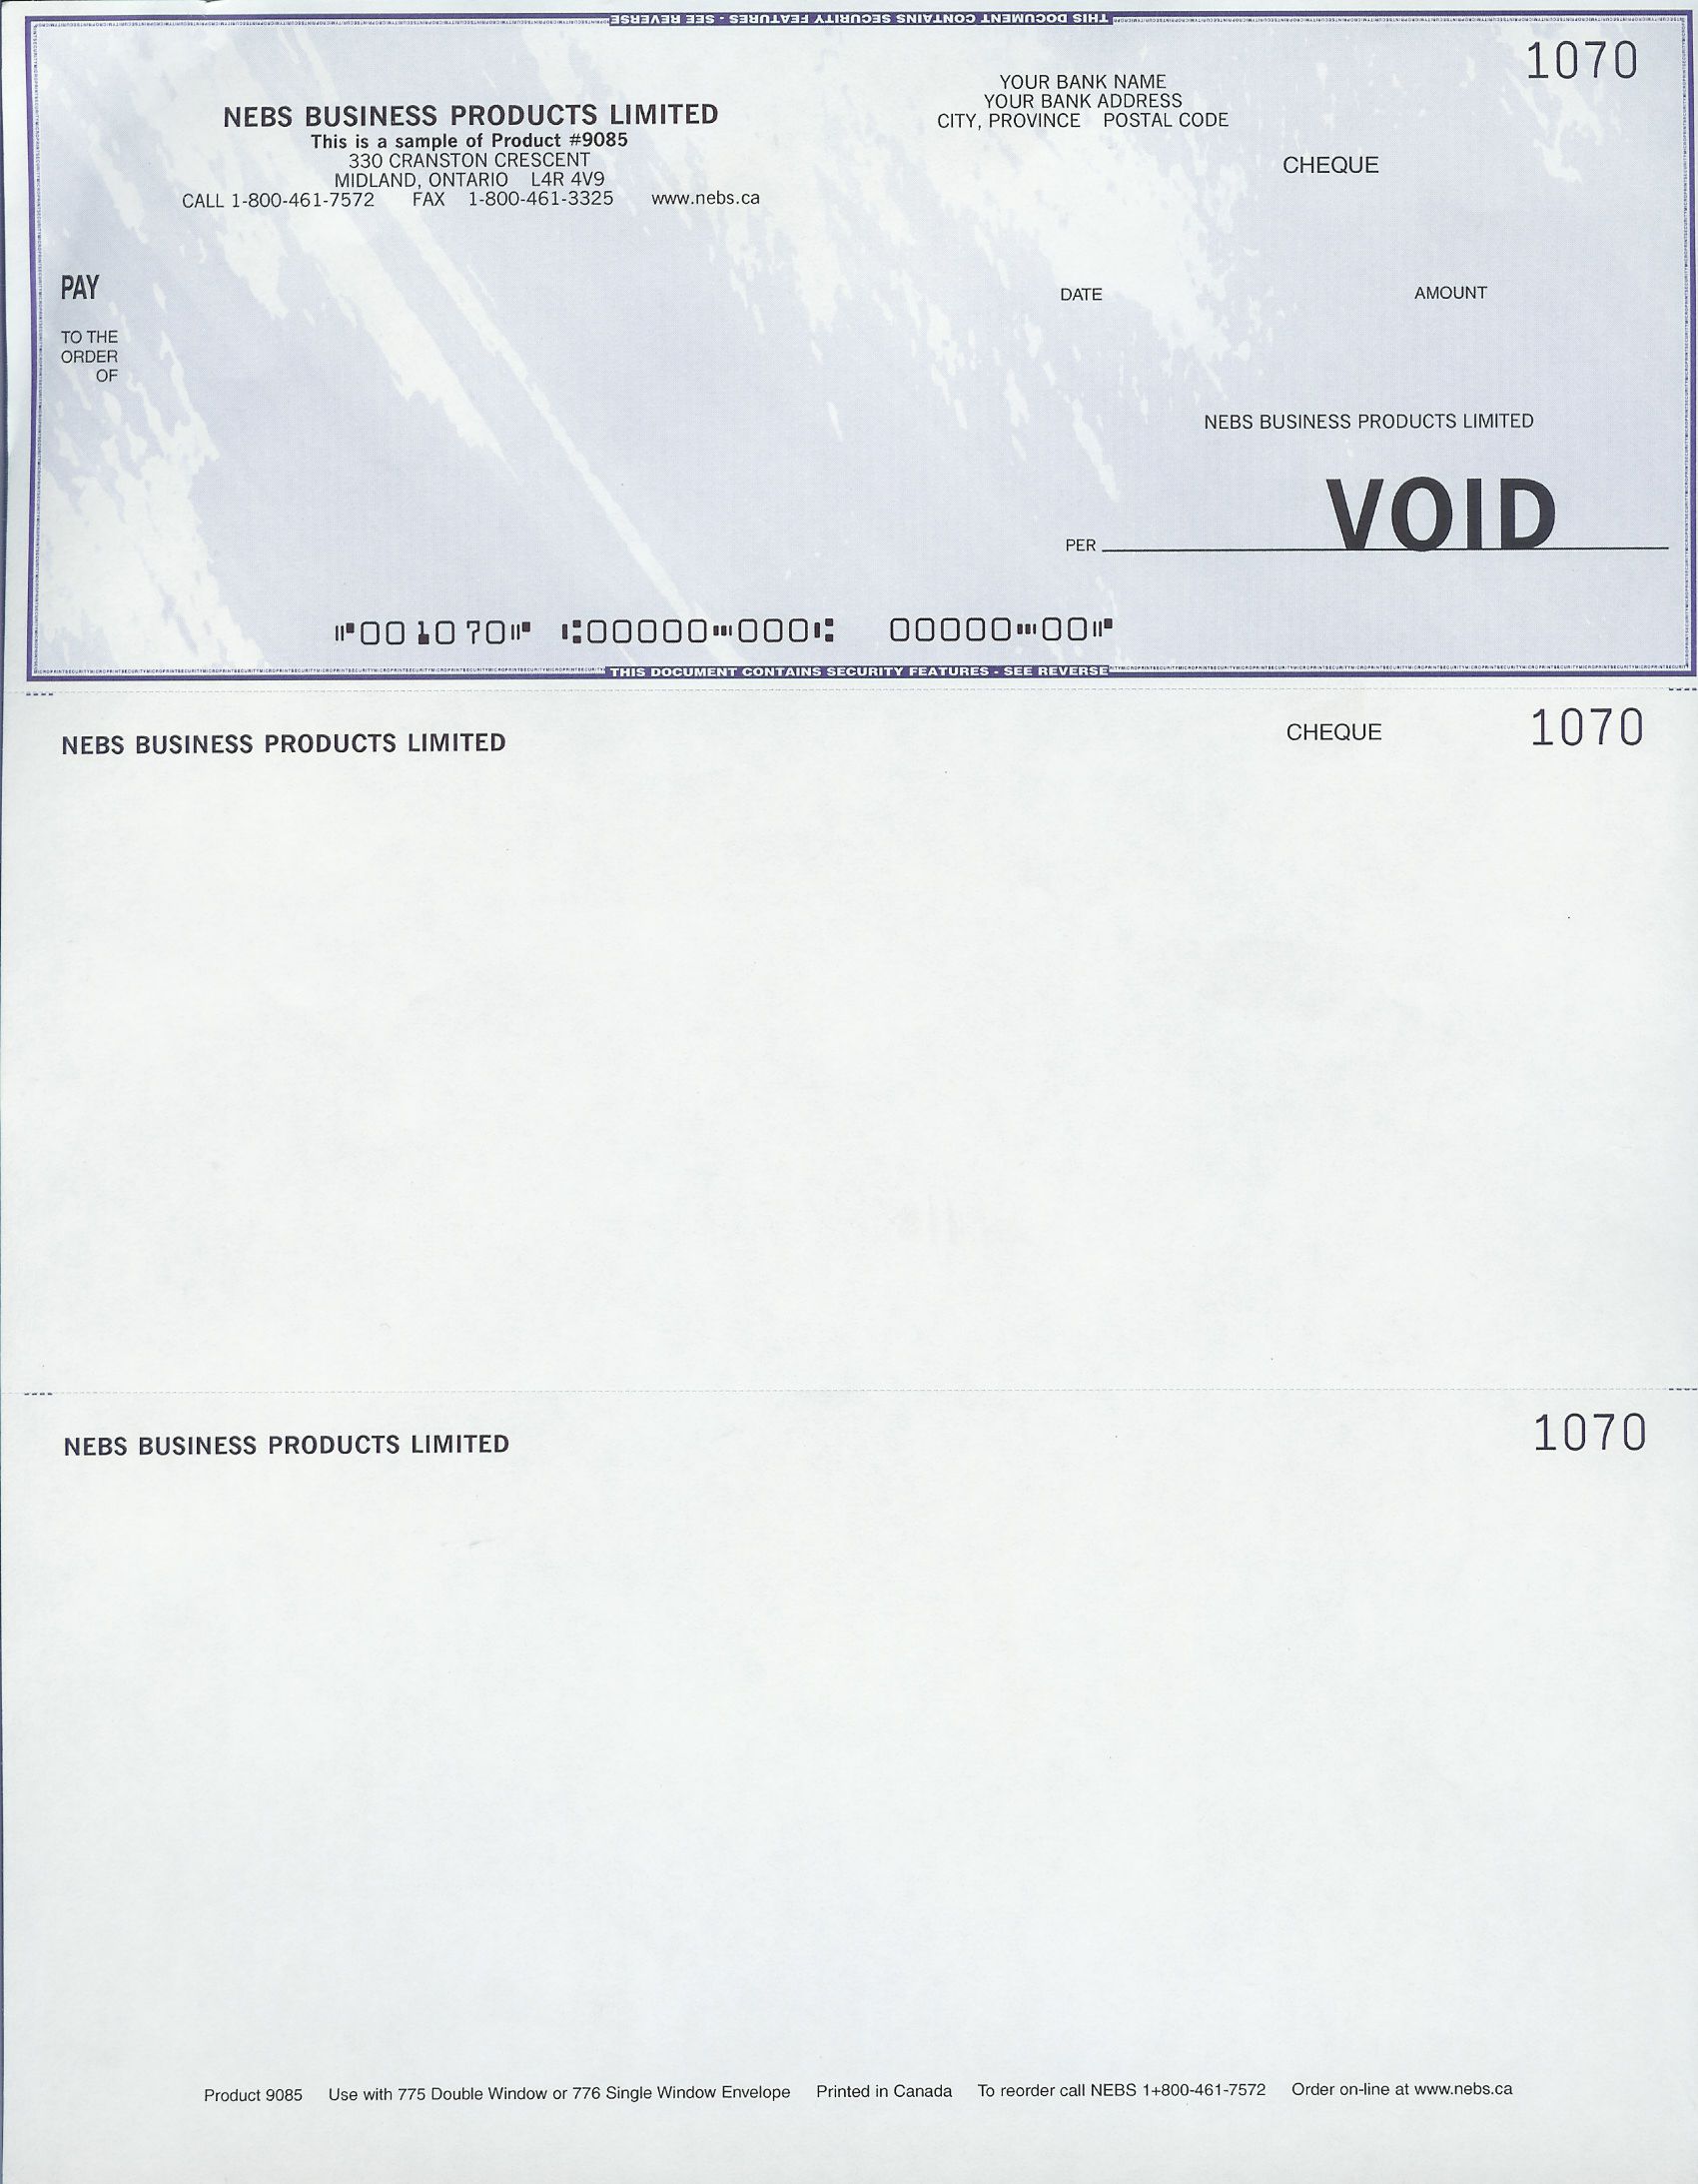 THIS DOCUMENT CONTAINS SECURITY FEATURES - SEE REVERSE
1070
YOUR BANK NAME
YOUR BANK ADDRESS
CITY, PROVINCE POSTAL CODE
NEBS BUSINESS PRODUCTS LIMITED
This is a sample of Product #9085
330 CRANSTON CRESCENT
MIDLAND, ONTARIO L4R 4V9
CALL 1-800-461-7572 FAX 1-800-461-3325 www.nebs.ca
CHEQUE
PAY
TO THE
ORDER
OF
DATE
AMOUNT
NEBS BUSINESS PRODUCTS LIMITED
VOID
PER
⑈001070⑈ ⑆00000⑉000⑆ 00000⑉00⑈
THIS DOCUMENT CONTAINS SECURITY FEATURES - SEE REVERSE
NEBS BUSINESS PRODUCTS LIMITED CHEQUE 1070
NEBS BUSINESS PRODUCTS LIMITED 1070
Product 9085 Use with 775 Double Window or 776 Single Window Envelope Printed in Canada To reorder call NEBS 1+800-461-7572 Order on-line at www.nebs.ca